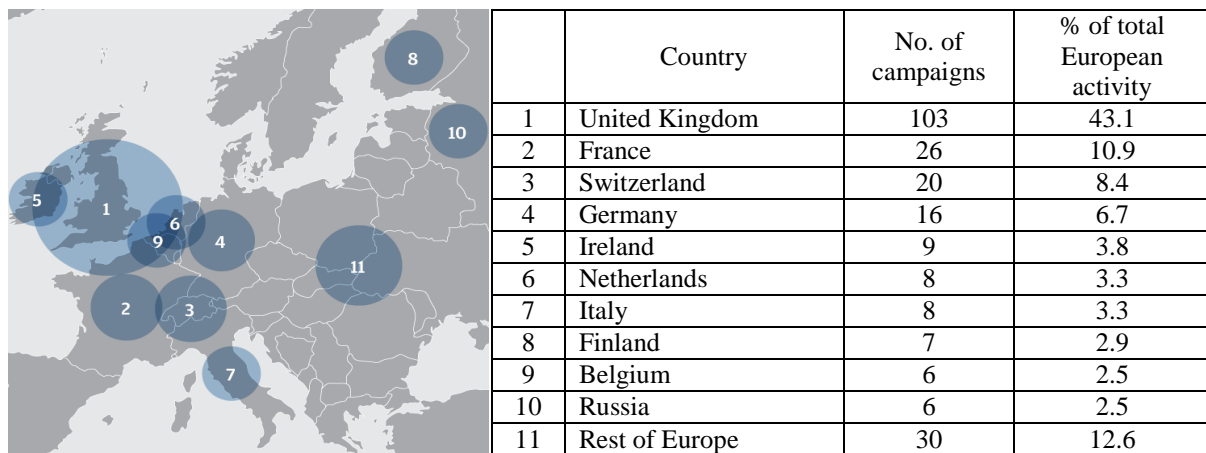 8
10
5
1
6
9
4
11
2
3
7
Country No. of campaigns % of total European activity
1 United Kingdom 103 43.1
2 France 26 10.9
3 Switzerland 20 8.4
4 Germany 16 6.7
5 Ireland 9 3.8
6 Netherlands 8 3.3
7 Italy 8 3.3
8 Finland 7 2.9
9 Belgium 6 2.5
10 Russia 6 2.5
11 Rest of Europe 30 12.6